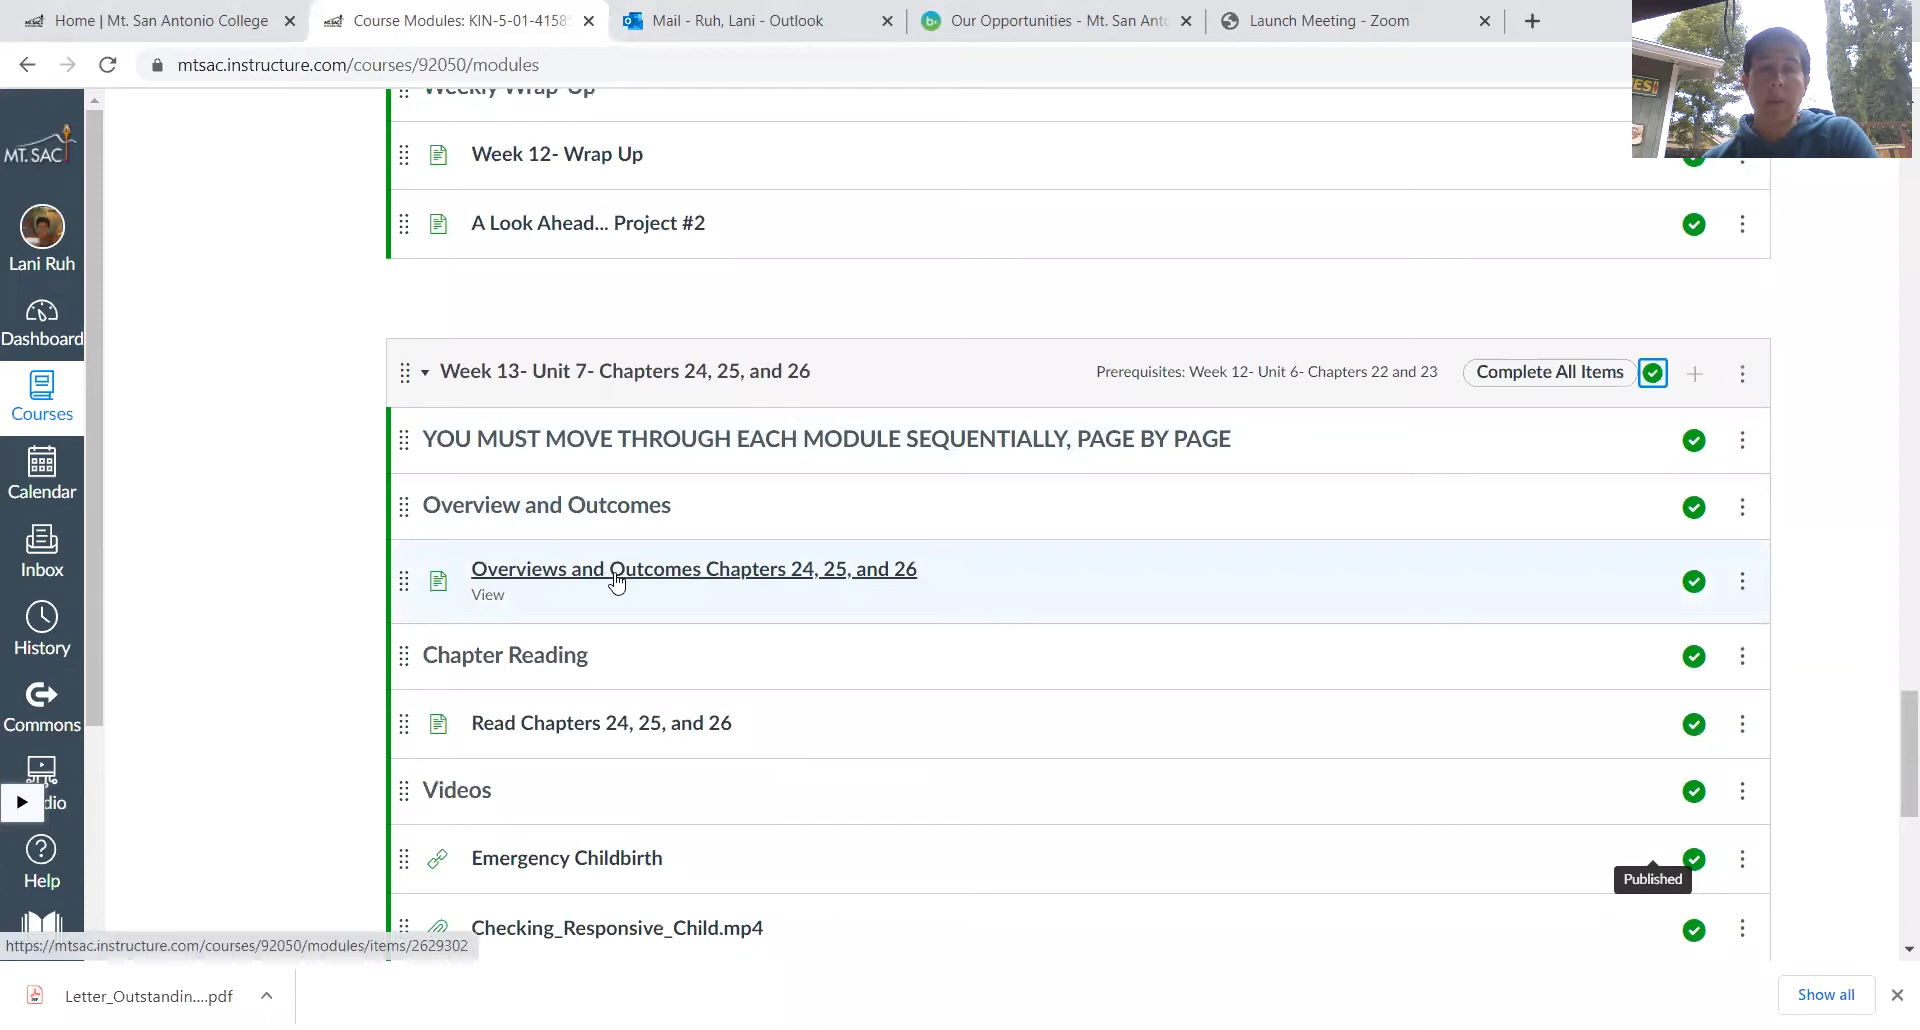 Home | Mt. San Antonio College
Course Modules: KIN-5-01-4158
Mail - Ruh, Lani - Outlook
Our Opportunities - Mt. San Anto
Launch Meeting - Zoom
mtsac.instructure.com/courses/92050/modules
ES!
MT. SAC
Lani Ruh
Dashboard
Courses
Calendar
Inbox
History
Commons
dio
Help
Weekly Wrap-Up
Week 12- Wrap Up
A Look Ahead... Project #2
Week 13- Unit 7- Chapters 24, 25, and 26
Prerequisites: Week 12- Unit 6- Chapters 22 and 23
Complete All Items
YOU MUST MOVE THROUGH EACH MODULE SEQUENTIALLY, PAGE BY PAGE
Overview and Outcomes
Overviews and Outcomes Chapters 24, 25, and 26
View
Chapter Reading
Read Chapters 24, 25, and 26
Videos
Emergency Childbirth
Published
Checking_Responsive_Child.mp4
https://mtsac.instructure.com/courses/92050/modules/items/2629302
Letter_Outstandin....pdf
Show all